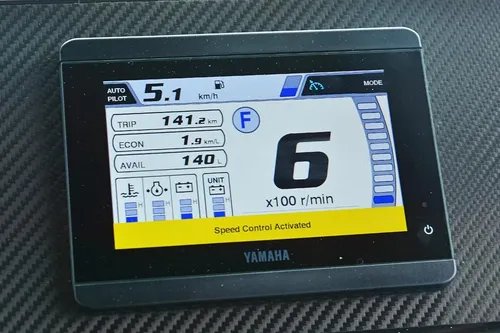 AUTO PILOT
5.1 km/h
MODE
TRIP 141.2 km
ECON 1.9 km/L
AVAIL 140 L
F
6
x100 r/min
UNIT
H H H
Speed Control Activated
YAMAHA